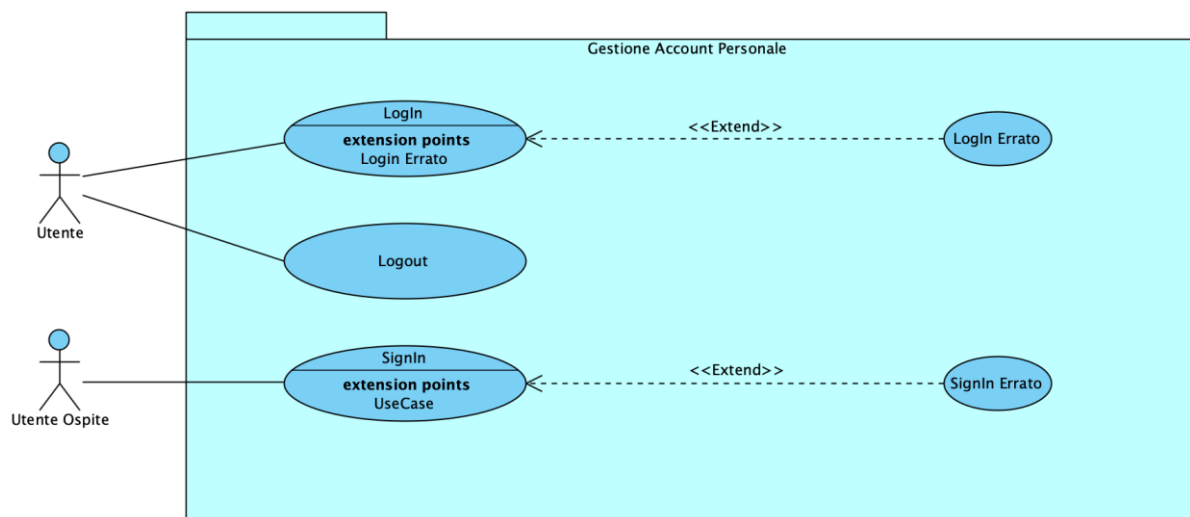 Gestione Account Personale
LogIn
extension points
Login Errato
<<Extend>>
LogIn Errato
Utente
Logout
SignIn
extension points
UseCase
<<Extend>>
SignIn Errato
Utente Ospite